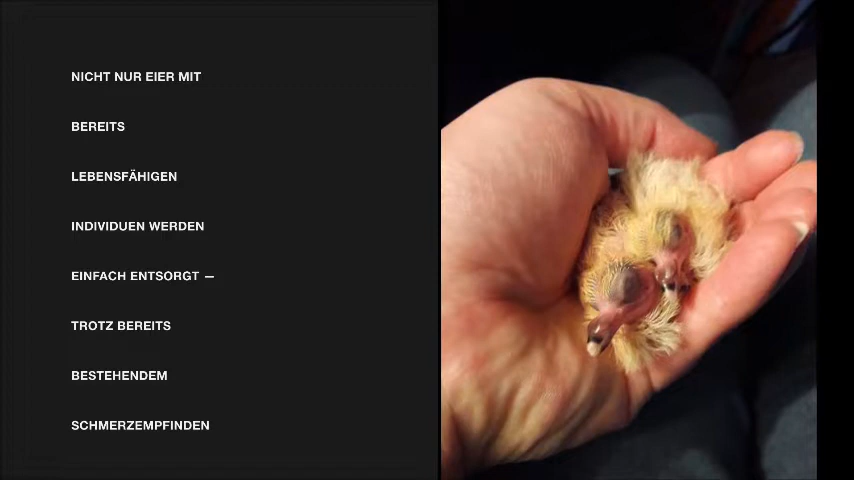 NICHT NUR EIER MIT
BEREITS
LEBENSFÄHIGEN
INDIVIDUEN WERDEN
EINFACH ENTSORGT —
TROTZ BEREITS
BESTEHENDEM
SCHMERZEMPFINDEN